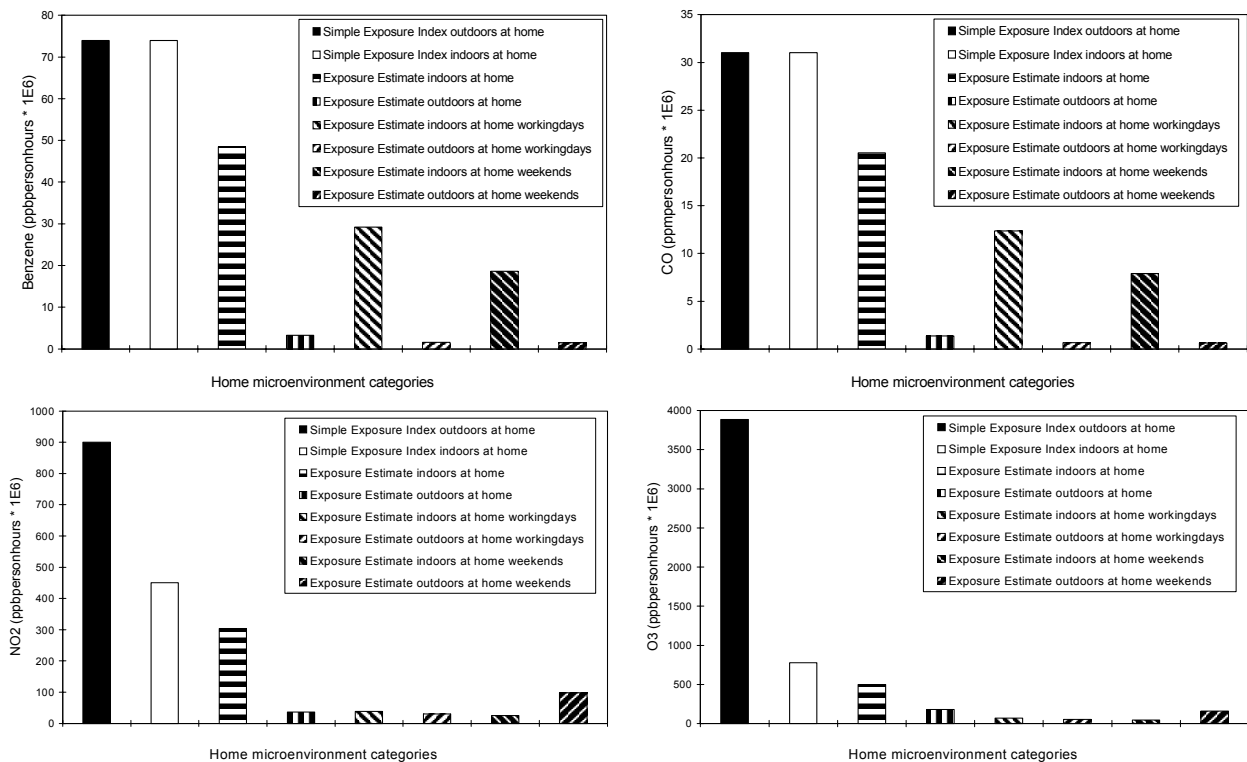 Benzene (ppbpersonhours * 1E6)
80
70
60
50
40
30
20
10
0
Simple Exposure Index outdoors at home
Simple Exposure Index indoors at home
Exposure Estimate indoors at home
Exposure Estimate outdoors at home
Exposure Estimate indoors at home workingdays
Exposure Estimate outdoors at home workingdays
Exposure Estimate indoors at home weekends
Exposure Estimate outdoors at home weekends
Home microenvironment categories
CO (ppmpersonhours * 1E6)
35
30
25
20
15
10
5
0
Simple Exposure Index outdoors at home
Simple Exposure Index indoors at home
Exposure Estimate indoors at home
Exposure Estimate outdoors at home
Exposure Estimate indoors at home workingdays
Exposure Estimate outdoors at home workingdays
Exposure Estimate indoors at home weekends
Exposure Estimate outdoors at home weekends
Home microenvironment categories
NO2 (ppbpersonhours * 1E6)
1000
900
800
700
600
500
400
300
200
100
0
Simple Exposure Index outdoors at home
Simple Exposure Index indoors at home
Exposure Estimate indoors at home
Exposure Estimate outdoors at home
Exposure Estimate indoors at home workingdays
Exposure Estimate outdoors at home workingdays
Exposure Estimate indoors at home weekends
Exposure Estimate outdoors at home weekends
Home microenvironment categories
O3 (ppbpersonhours * 1E6)
4000
3500
3000
2500
2000
1500
1000
500
0
Simple Exposure Index outdoors at home
Simple Exposure Index indoors at home
Exposure Estimate indoors at home
Exposure Estimate outdoors at home
Exposure Estimate indoors at home workingdays
Exposure Estimate outdoors at home workingdays
Exposure Estimate indoors at home weekends
Exposure Estimate outdoors at home weekends
Home microenvironment categories